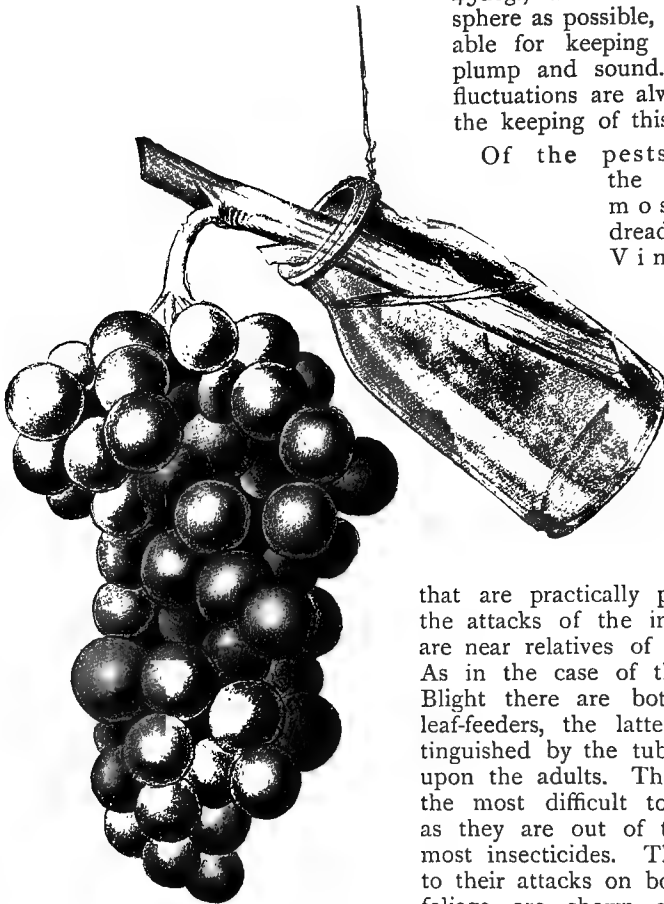 sphere as possible,
able for keeping
plump and sound.
fluctuations are alw
the keeping of this
Of the pests
the
mos
dread
Vin
that are practically p
the attacks of the in
are near relatives of
As in the case of th
Blight there are bot
leaf-feeders, the latte
tinguished by the tub
upon the adults. Th
the most difficult to
as they are out of t
most insecticides. Th
to their attacks on bo